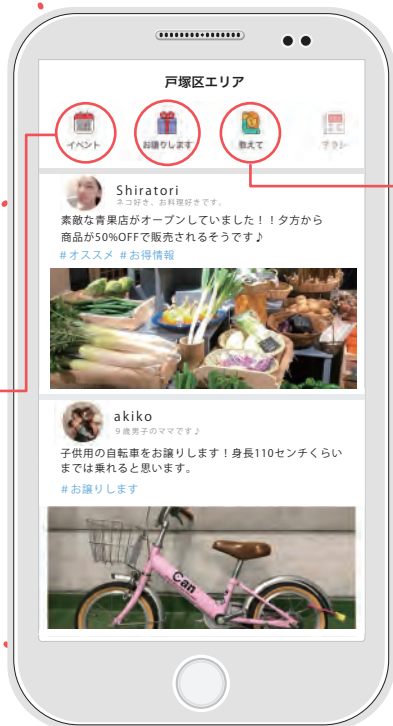 戸塚区エリア
イベント
お譲りします
教えて
チラシ
Shiratori
ネコ好き、お料理好きです。
素敵な青果店がオープンしていました！！夕方から
商品が50%OFFで販売されるそうです♪
#オススメ #お得情報
akiko
９歳男子のママです♪
子供用の自転車をお譲りします！身長110センチくらい
までは乗れると思います。
#お譲りします
Can